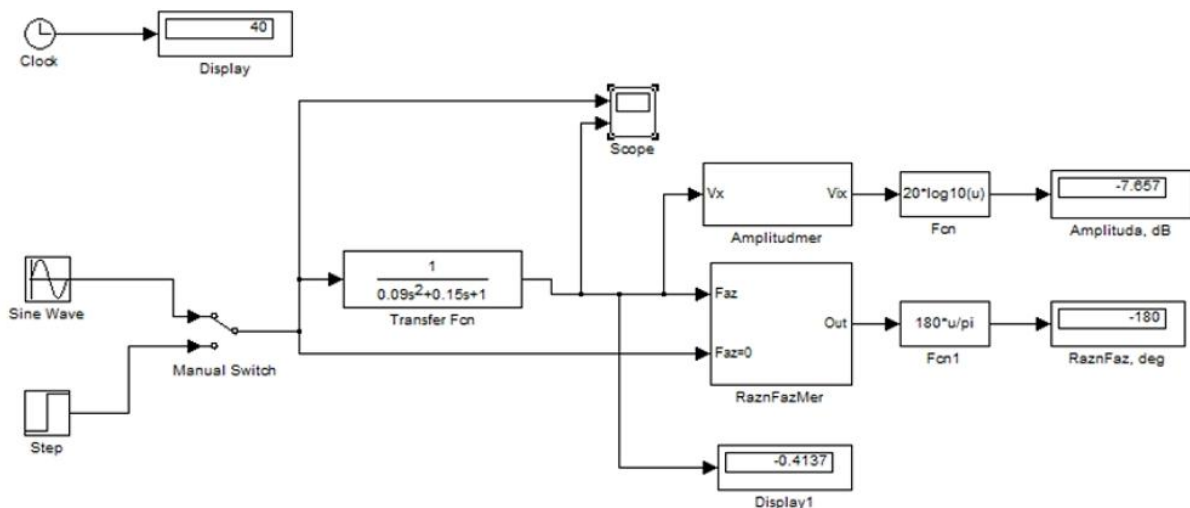 40
Clock
Display
Scope
Vx
Vix
Amplitudmer
20*log10(u)
Fcn
-7.657
Amplituda, dB
Sine Wave
1
0.09s²+0.15s+1
Transfer Fcn
Manual Switch
Step
Faz
Faz=0
Out
RaznFazMer
180*u/pi
Fcn1
-180
RaznFaz, deg
-0.4137
Display1